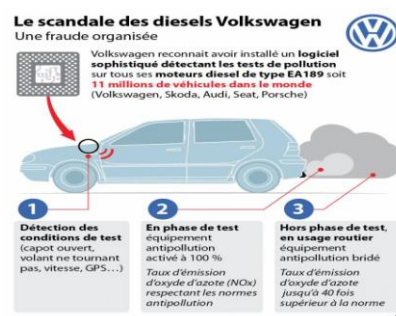 Le scandale des diesels Volkswagen
Une fraude organisée
Volkswagen reconnait avoir installé un logiciel
sophistiqué détectant les tests de pollution
sur tous ses moteurs diesel de type EA189 soit
11 millions de véhicules dans le monde
(Volkswagen, Skoda, Audi, Seat, Porsche)
1
Détection des
conditions de test
(capot ouvert,
volant ne tournant
pas, vitesse, GPS...)
2
En phase de test
équipement
antipollution
activé à 100 %
Taux d'émission
d'oxyde d'azote (NOx)
respectant les normes
antipollution
3
Hors phase de test,
en usage routier
équipement
antipollution bridé
Taux d'émission
d'oxyde d'azote
jusqu'à 40 fois
supérieur à la norme